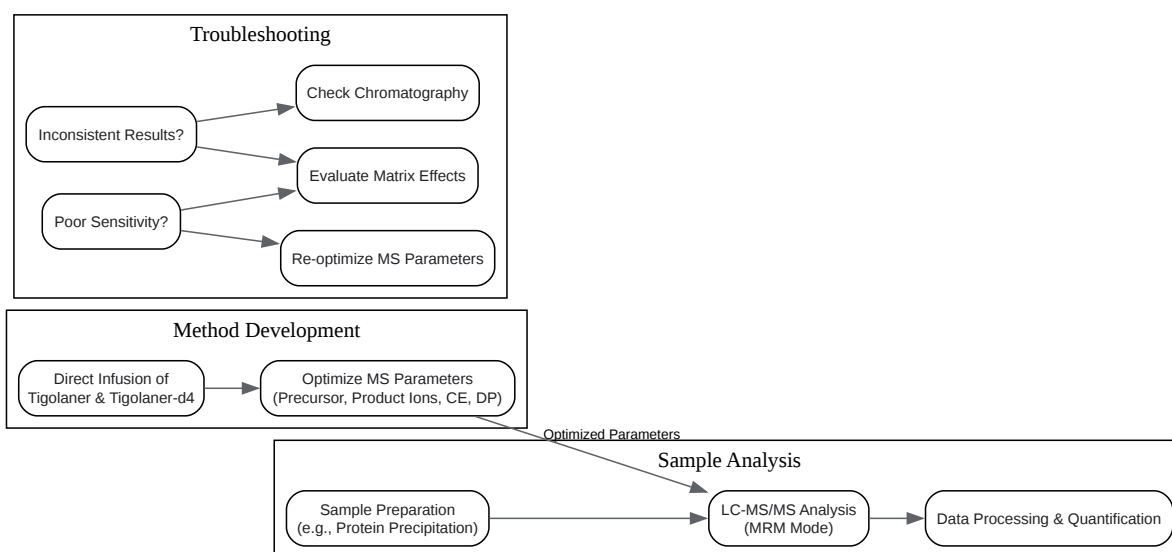 Troubleshooting
Check Chromatography
Inconsistent Results?
Evaluate Matrix Effects
Poor Sensitivity?
Re-optimize MS Parameters
Method Development
Direct Infusion of
Tigolaner & Tigolaner-d4
Optimize MS Parameters
(Precursor, Product Ions, CE, DP)
Optimized Parameters
Sample Analysis
Sample Preparation
(e.g., Protein Precipitation)
LC-MS/MS Analysis
(MRM Mode)
Data Processing & Quantification